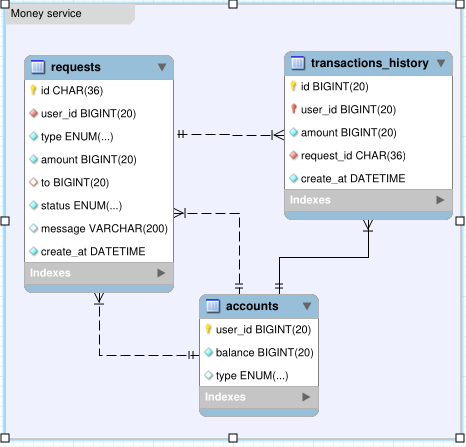 Money service
requests
id CHAR(36)
user_id BIGINT(20)
type ENUM(...)
amount BIGINT(20)
to BIGINT(20)
status ENUM(...)
message VARCHAR(200)
create_at DATETIME
Indexes
transactions_history
id BIGINT(20)
user_id BIGINT(20)
amount BIGINT(20)
request_id CHAR(36)
create_at DATETIME
Indexes
accounts
user_id BIGINT(20)
balance BIGINT(20)
type ENUM(...)
Indexes